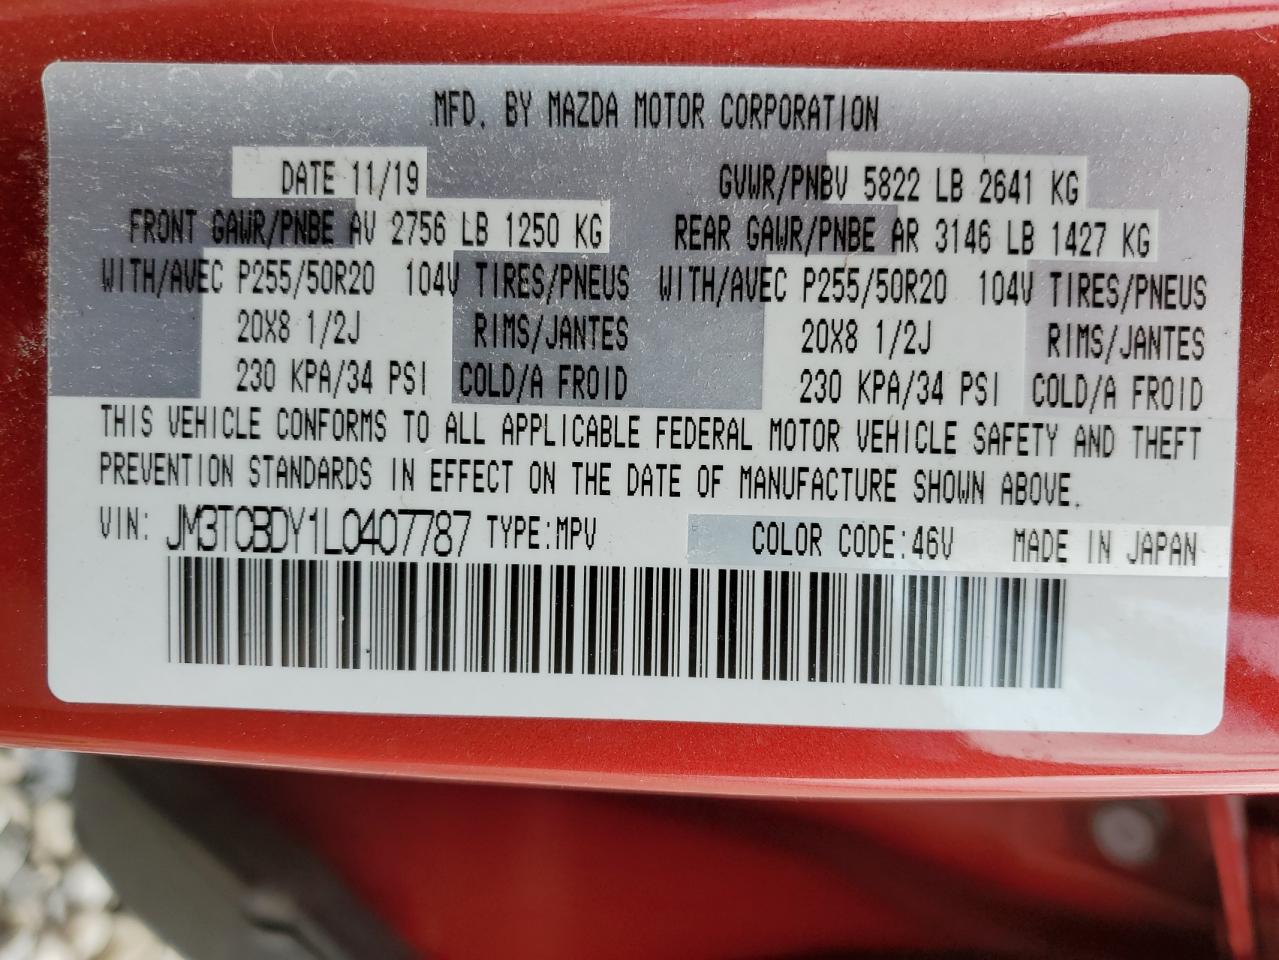 MFD. BY MAZDA MOTOR CORPORATION
DATE 11/19 GVWR/PNBV 5822 LB 2641 KG
FRONT GAWR/PNBE AV 2756 LB 1250 KG REAR GAWR/PNBE AR 3146 LB 1427 KG
WITH/AVEC P255/50R20 104V TIRES/PNEUS WITH/AVEC P255/50R20 104V TIRES/PNEUS
20X8 1/2J RIMS/JANTES 20X8 1/2J RIMS/JANTES
230 KPA/34 PSI COLD/A FROID 230 KPA/34 PSI COLD/A FROID
THIS VEHICLE CONFORMS TO ALL APPLICABLE FEDERAL MOTOR VEHICLE SAFETY AND THEFT
PREVENTION STANDARDS IN EFFECT ON THE DATE OF MANUFACTURE SHOWN ABOVE.
VIN: JM3TCBDY1L0407787 TYPE:MPV COLOR CODE:46V MADE IN JAPAN